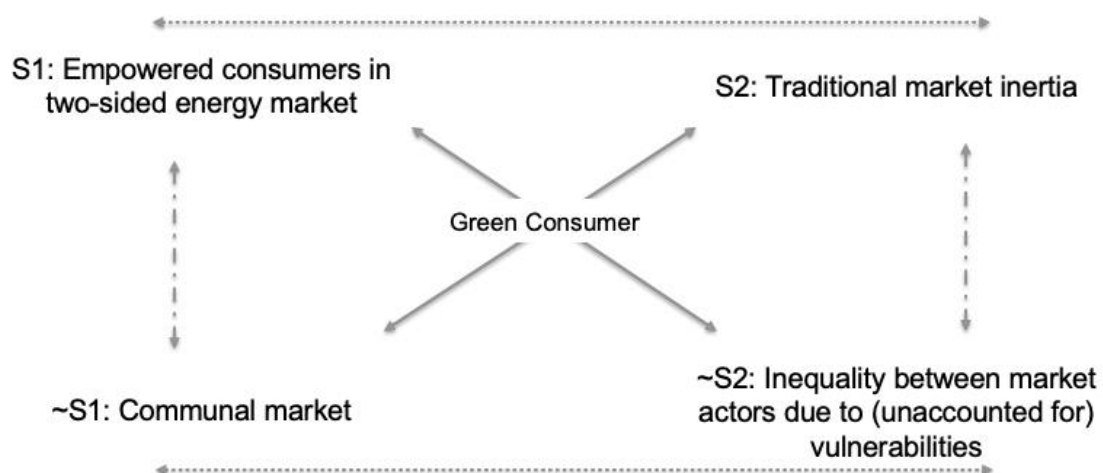 S1: Empowered consumers in
two-sided energy market
S2: Traditional market inertia
Green Consumer
~S1: Communal market
~S2: Inequality between market
actors due to (unaccounted for)
vulnerabilities